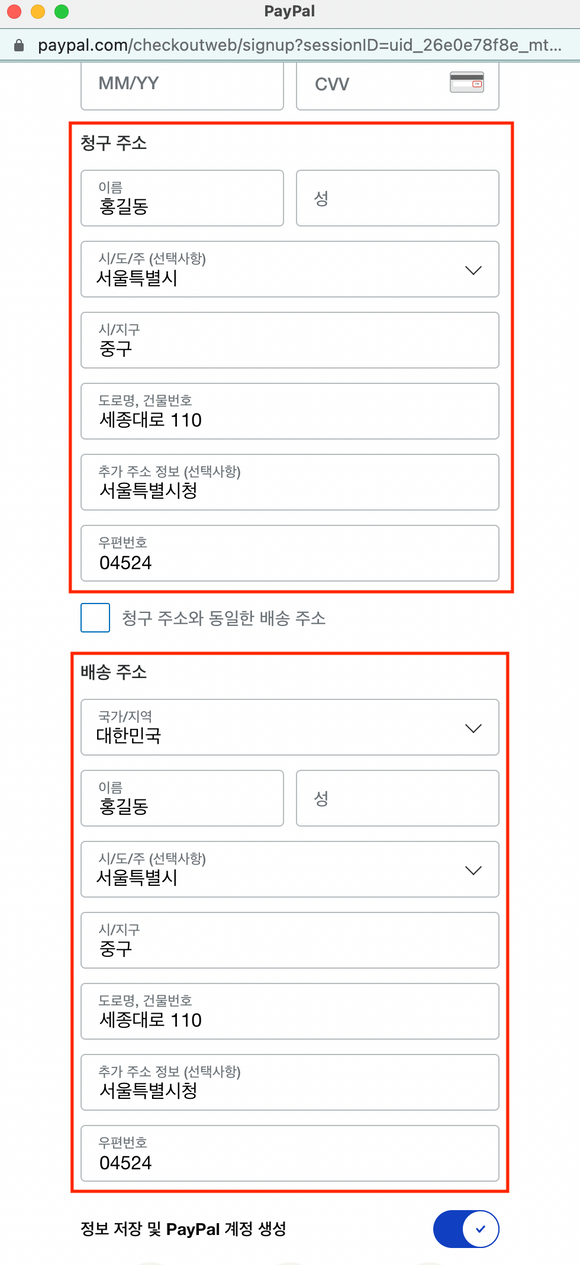 PayPal
paypal.com/checkoutweb/signup?sessionID=uid_26e0e78f8e_mt...
MM/YY
CVV
청구 주소
이름
홍길동
성
시/도/주 (선택사항)
서울특별시
시/지구
중구
도로명, 건물번호
세종대로 110
추가 주소 정보 (선택사항)
서울특별시청
우편번호
04524
청구 주소와 동일한 배송 주소
배송 주소
국가/지역
대한민국
이름
홍길동
성
시/도/주 (선택사항)
서울특별시
시/지구
중구
도로명, 건물번호
세종대로 110
추가 주소 정보 (선택사항)
서울특별시청
우편번호
04524
정보 저장 및 PayPal 계정 생성